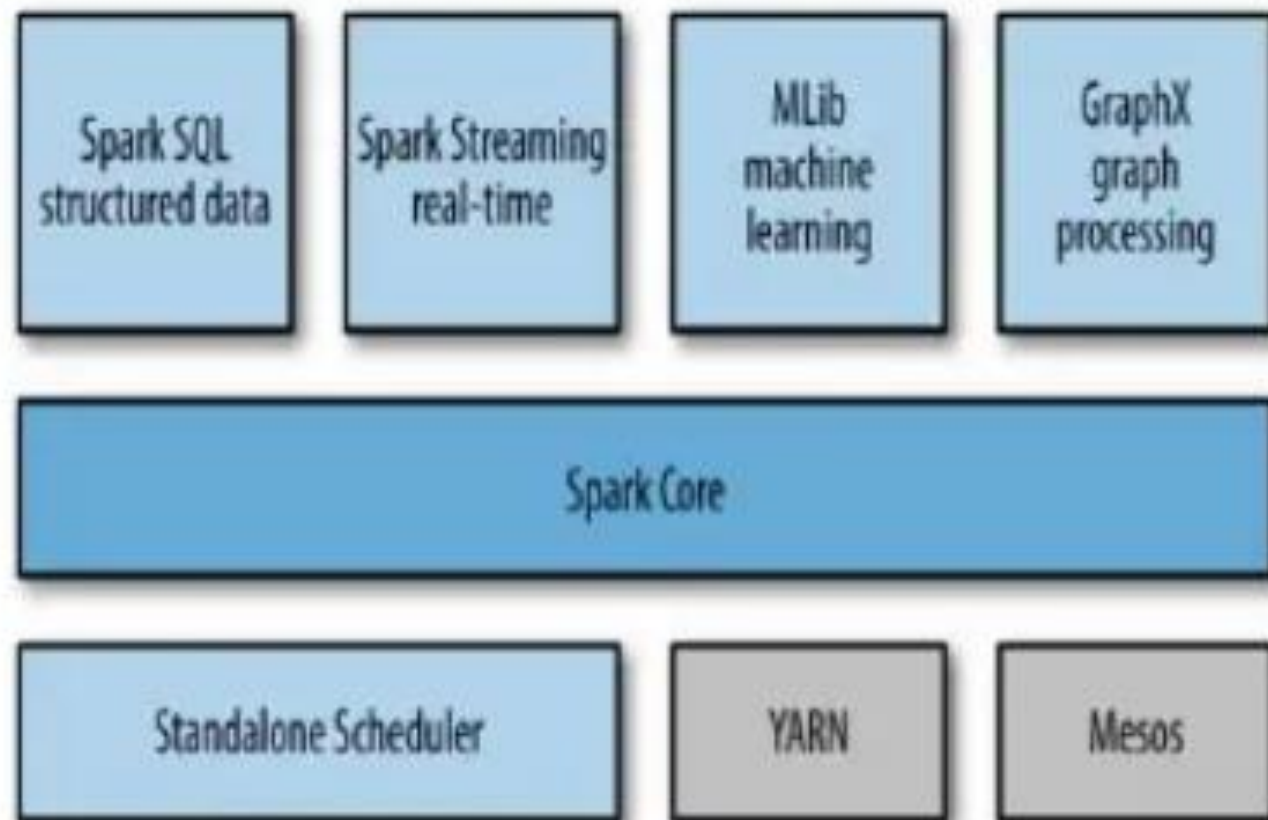 Spark SQL
structured data
Spark Streaming
real-time
MLib
machine
learning
GraphX
graph
processing
Spark Core
Standalone Scheduler
YARN
Mesos